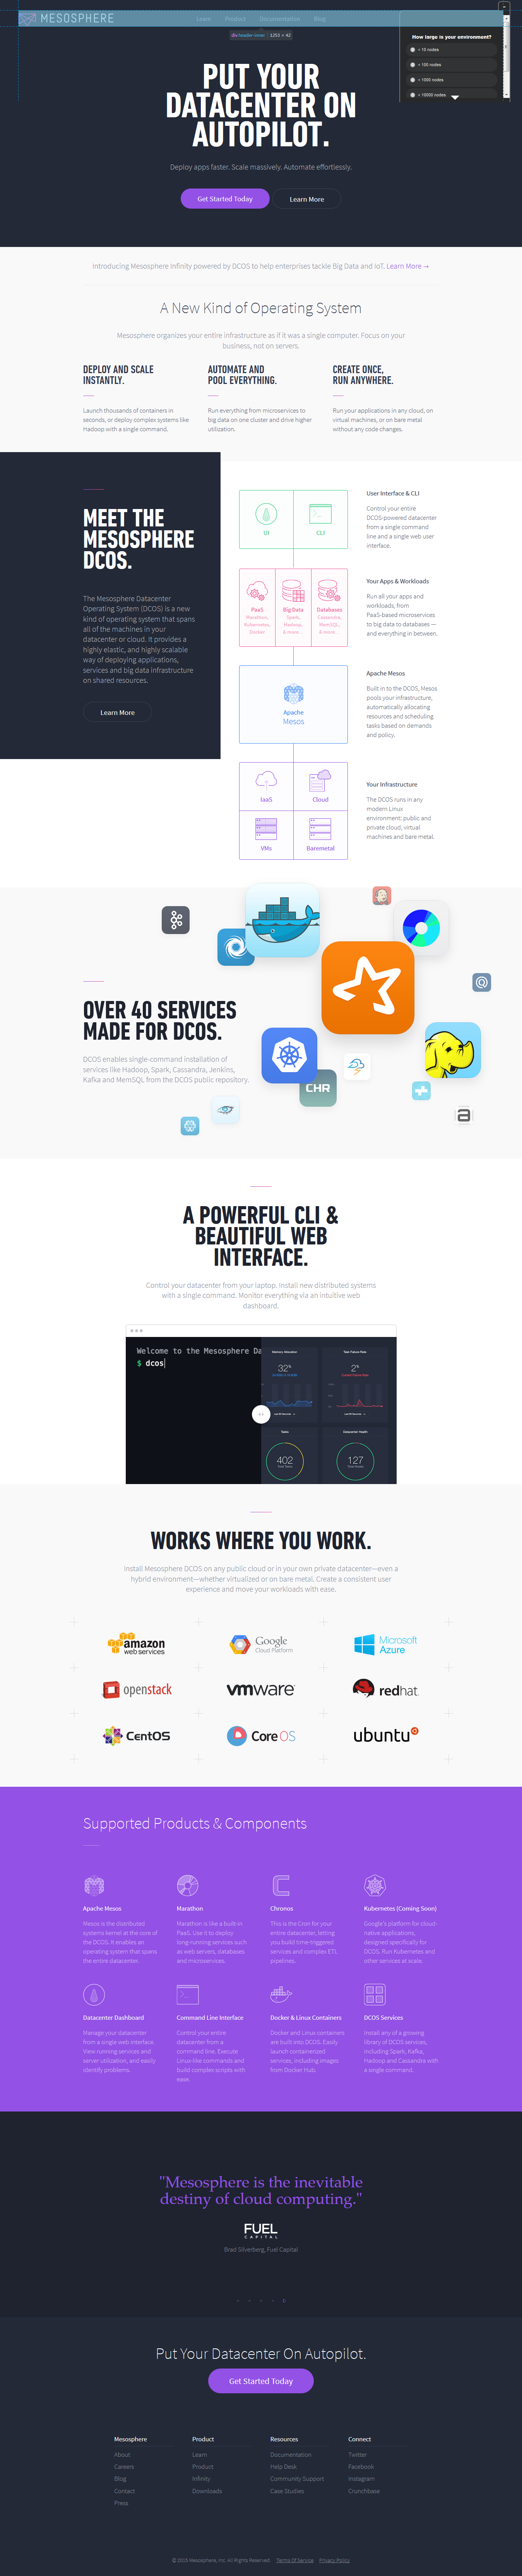 MESOSPHERE
Learn Product Documentation Blog
div.header-inner 1253 × 42
How large is your environment?
< 10 nodes
< 100 nodes
< 1000 nodes
< 10000 nodes
PUT YOUR
DATACENTER ON
AUTOPILOT.
Deploy apps faster. Scale massively. Automate effortlessly.
Get Started Today
Learn More
Introducing Mesosphere Infinity powered by DCOS to help enterprises tackle Big Data and IoT. Learn More →
A New Kind of Operating System
Mesosphere organizes your entire infrastructure as if it was a single computer. Focus on your
business, not on servers.
DEPLOY AND SCALE
INSTANTLY.
Launch thousands of containers in
seconds, or deploy complex systems like
Hadoop with a single command.
AUTOMATE AND
POOL EVERYTHING.
Run everything from microservices to
big data on one cluster and drive higher
utilization.
CREATE ONCE,
RUN ANYWHERE.
Run your applications in any cloud, on
virtual machines, or on bare metal
without any code changes.
MEET THE
MESOSPHERE
DCOS.
The Mesosphere Datacenter
Operating System (DCOS) is a new
kind of operating system that spans
all of the machines in your
datacenter or cloud. It provides a
highly elastic, and highly scalable
way of deploying applications,
services and big data infrastructure
on shared resources.
Learn More
UI
CLI
User Interface & CLI
Control your entire
DCOS-powered datacenter
from a single command
line and a single web user
interface.
PaaS
Marathon,
Kubernetes,
Docker
Big Data
Spark,
Hadoop,
& more...
Databases
Cassandra,
MemSQL,
& more...
Your Apps & Workloads
Run all your apps and
workloads, from
PaaS-based microservices
to big data to databases —
and everything in between.
Apache
Mesos
Apache Mesos
Built in to the DCOS, Mesos
pools your infrastructure,
automatically allocating
resources and scheduling
tasks based on demands
and policy.
IaaS
Cloud
VMs
Baremetal
Your Infrastructure
The DCOS runs in any
modern Linux
environment: public and
private cloud, virtual
machines and bare metal.
OVER 40 SERVICES
MADE FOR DCOS.
DCOS enables single-command installation of
services like Hadoop, Spark, Cassandra, Jenkins,
Kafka and MemSQL from the DCOS public repository.
CHR
A POWERFUL CLI &
BEAUTIFUL WEB
INTERFACE.
Control your datacenter from your laptop. Install new distributed systems
with a single command. Monitor everything via an intuitive web
dashboard.
Welcome to the Mesosphere Da
$ dcos
Memory Allocation
32%
Task Failure Rate
2%
Tasks
402
Datacenter Health
127
WORKS WHERE YOU WORK.
Install Mesosphere DCOS on any public cloud or in your own private datacenter—even a
hybrid environment—whether virtualized or on bare metal. Create a consistent user
experience and move your workloads with ease.
amazon
web services
Google
Cloud Platform
Microsoft
Azure
openstack
vmware
redhat.
CentOS
Core OS
ubuntu
Supported Products & Components
Apache Mesos
Mesos is the distributed
systems kernel at the core of
the DCOS. It enables an
operating system that spans
the entire datacenter.
Marathon
Marathon is like a built-in
PaaS. Use it to deploy
long-running services such
as web servers, databases
and microservices.
Chronos
This is the Cron for your
entire datacenter, letting
you build time-triggered
services and complex ETL
pipelines.
Kubernetes (Coming Soon)
Google's platform for cloud-
native applications,
designed specifically for
DCOS. Run Kubernetes and
other services at scale.
Datacenter Dashboard
Manage your datacenter
from a single web interface.
View running services and
server utilization, and easily
identify problems.
Command Line Interface
Control your entire
datacenter from a
command line. Execute
Linux-like commands and
build complex scripts with
ease.
Docker & Linux Containers
Docker and Linux containers
are built into DCOS. Easily
launch containerized
services, including images
from Docker Hub.
DCOS Services
Install any of a growing
library of DCOS services,
including Spark, Kafka,
Hadoop and Cassandra with
a single command.
"Mesosphere is the inevitable
destiny of cloud computing."
FUEL
CAPITAL
Brad Silverberg, Fuel Capital
Put Your Datacenter On Autopilot.
Get Started Today
Mesosphere
About
Careers
Blog
Contact
Press
Product
Learn
Product
Infinity
Downloads
Resources
Documentation
Help Desk
Community Support
Case Studies
Connect
Twitter
Facebook
Instagram
Crunchbase
© 2015 Mesosphere, Inc. All Rights Reserved. Terms Of Service Privacy Policy